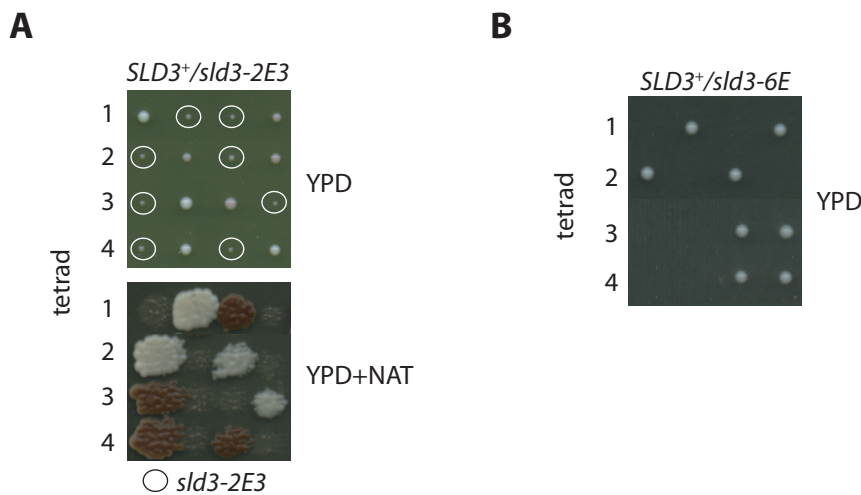 A
SLD3+/sld3-2E3
1
2
3
4
YPD
tetrad
1
2
3
4
YPD+NAT
sld3-2E3
B
SLD3+/sld3-6E
1
2
3
4
tetrad
YPD